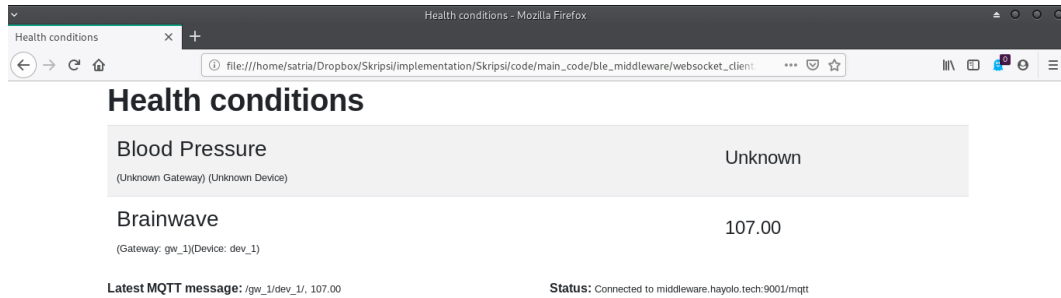 Health conditions - Mozilla Firefox
Health conditions
file:///home/satria/Dropbox/Skripsi/implementation/Skripsi/code/main_code/ble_middleware/websocket_client
0
Health conditions
Blood Pressure
Unknown
(Unknown Gateway) (Unknown Device)
Brainwave
107.00
(Gateway: gw_1)(Device: dev_1)
Latest MQTT message: /gw_1/dev_1/, 107.00 Status: Connected to middleware.hayolo.tech:9001/mqtt